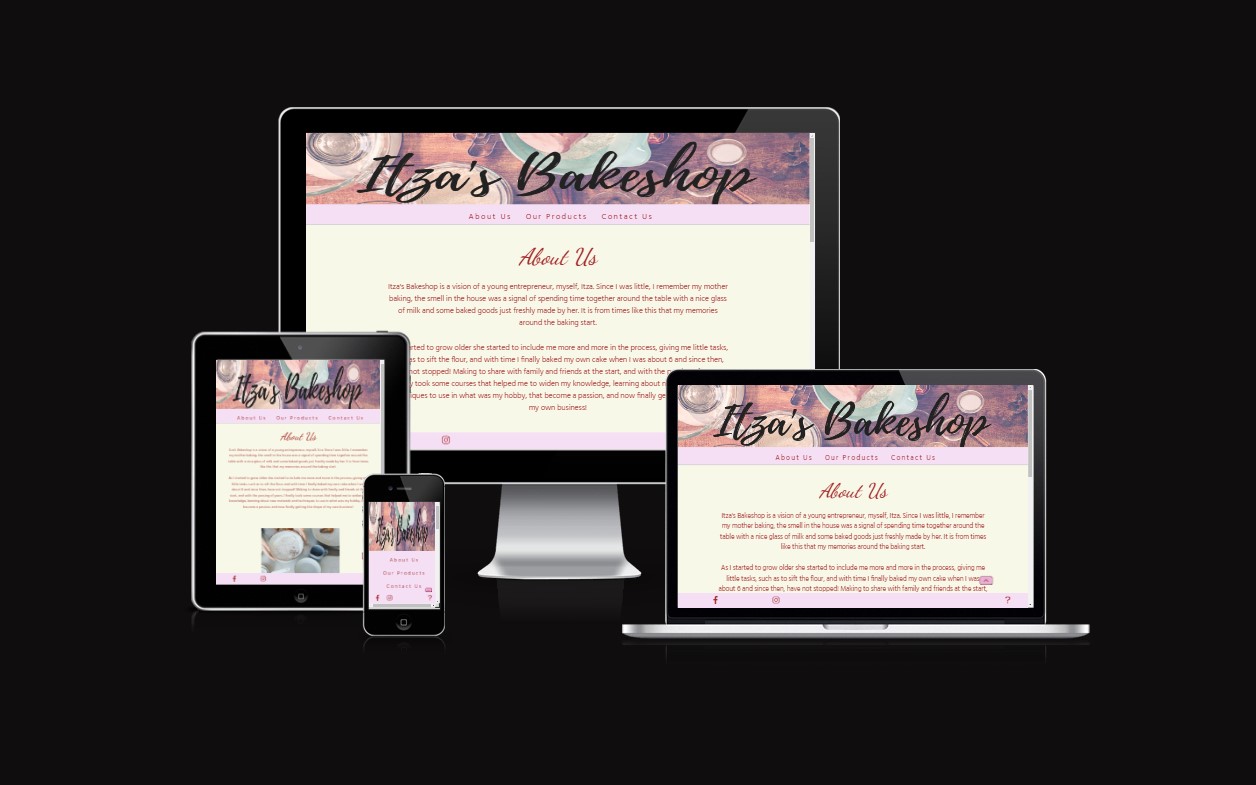 Itza's Bakeshop
About Us Our Products Contact Us
About Us
Itza's Bakeshop is a vision of a young entrepreneur, myself, Itza. Since I was little, I remember my mother
baking, the smell in the house was a signal of spending time together around the table with a nice glass
of milk and some baked goods just freshly made by her. It is from times like this that my memories
around the baking start.
arted to grow older she started to include me more and more in the process, giving me little tasks,
as to sift the flour, and with time I finally baked my own cake when I was about 6 and since then,
not stopped! Making to share with family and friends at the start, and with the
took some courses that helped me to widen my knowledge, learning about
iques to use in what was my hobby, that become a passion, and now finally
my own business!
Itza's Bakeshop
About Us Our Products Contact Us
About Us
Itza's Bakeshop
About Us
Our Products
Contact Us
?
Itza's Bakeshop
About Us Our Products Contact Us
About Us
Itza's Bakeshop is a vision of a young entrepreneur, myself, Itza. Since I was little, I remember
my mother baking, the smell in the house was a signal of spending time together around the
table with a nice glass of milk and some baked goods just freshly made by her. It is from times
like this that my memories around the baking start.
As I started to grow older she started to include me more and more in the process, giving me
little tasks, such as to sift the flour, and with time I finally baked my own cake when I was
about 6 and since then, have not stopped! Making to share with family and friends at the start,
?